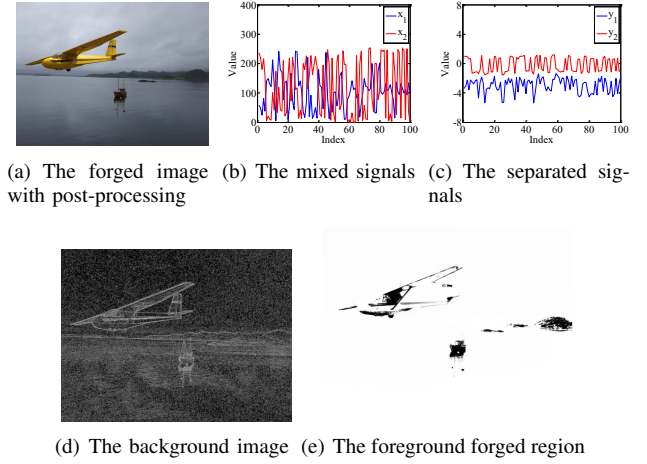 400
300
200
100
0
Value
0 20 40 60 80 100
Index
x1
x2
8
4
0
-4
-8
Value
0 20 40 60 80 100
Index
y1
y2
(a) The forged image with post-processing
(b) The mixed signals
(c) The separated sig-
nals
(d) The background image
(e) The foreground forged region